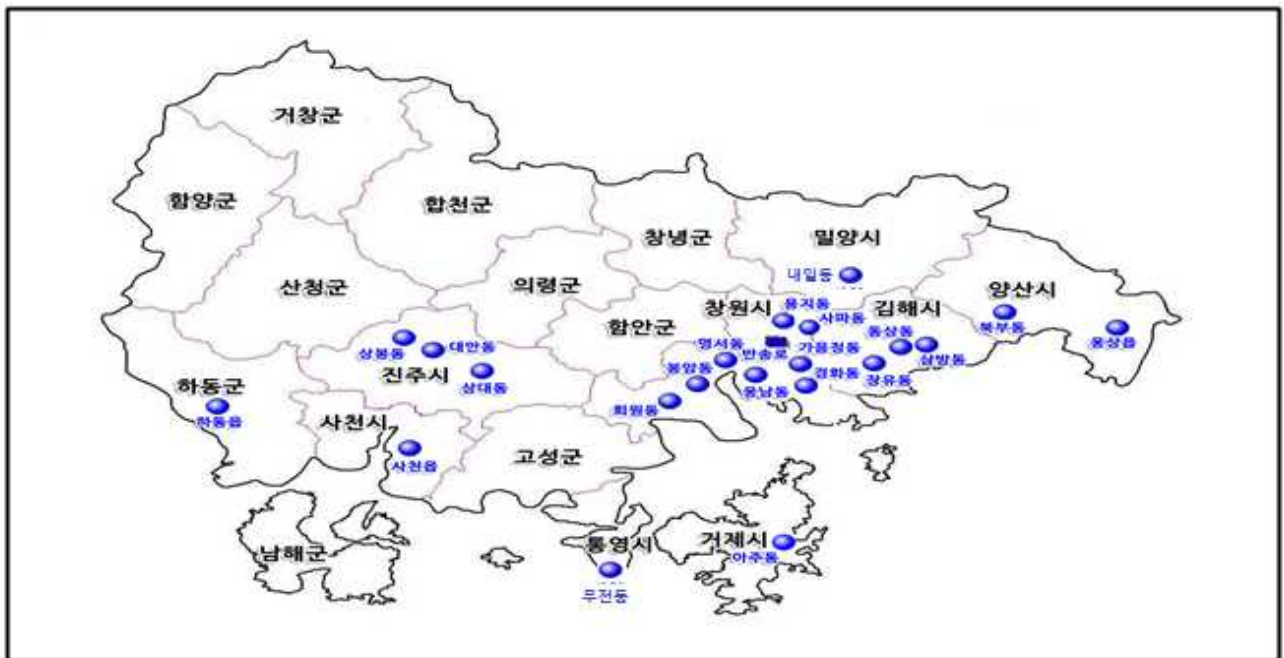 거창군
함양군
합천군
창녕군
밀양시
내일동
산청군
의령군
양산시
북부동
웅상읍
창원시
용지동
사파동
김해시
동상동
삼방동
함안군
명서동
반송로
가음정동
봉암동
경화동
장유동
회원동
웅남동
상봉동
대안동
진주시
상대동
하동군
하동읍
사천시
사천읍
고성군
남해군
통영시
무전동
거제시
아주동